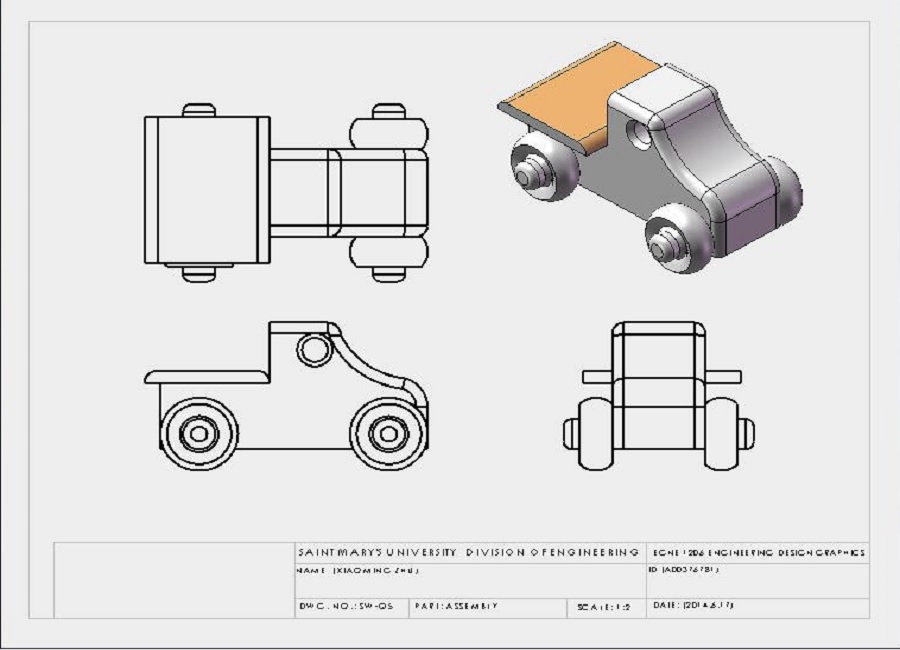 SAINT MARY'S UNIVERSITY DIVISION OF ENGINEERING
EGNE 1206 ENGINEERING DESIGN GRAPHICS
NAME: (XIAOMING ZHU)
ID:
DWG. NO.: SW-05
PART: ASSEMBLY
SCALE: 1:2
DATE: (2014.6.17)